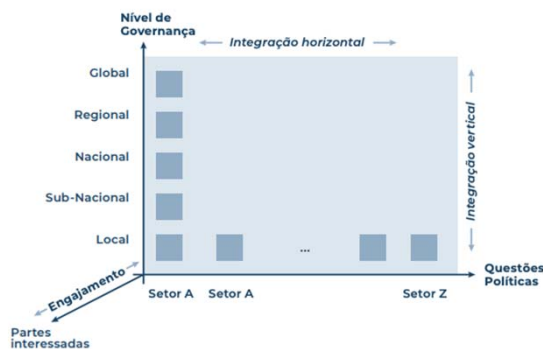 Nível de
Governança
Integração horizontal
Global
Regional
Nacional
Sub-Nacional
Local
Integração vertical
...
Engajamento
Partes
interessadas
Setor A
Setor A
Setor Z
Questões
Políticas